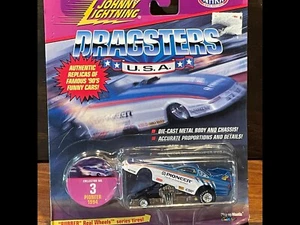 JOHNNY
LIGHTNING
DRAGSTERS
U.S.A.
AUTHENTIC
REPLICAS OF
FAMOUS '90'S
FUNNY CARS!
• DIE-CAST METAL BODY AND CHASSIS!
• ACCURATE PROPORTIONS AND DETAILS!
3
PIONEER
PIONEER
"RUBBER" Real Wheels™ series tires!